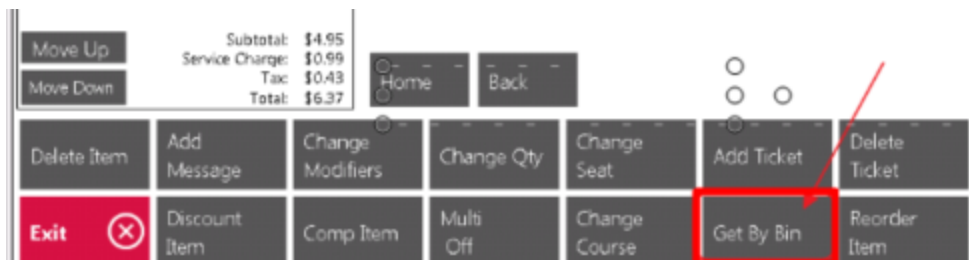 Move Up
Move Down
Subtotal: $4.95
Service Charge: $0.99
Tax: $0.43
Total: $6.37
Home
Back
Delete Item
Add
Message
Change
Modifiers
Change Qty
Change
Seat
Add Ticket
Delete
Ticket
Exit
Discount
Item
Comp Item
Multi
Off
Change
Course
Get By Bin
Reorder
Item